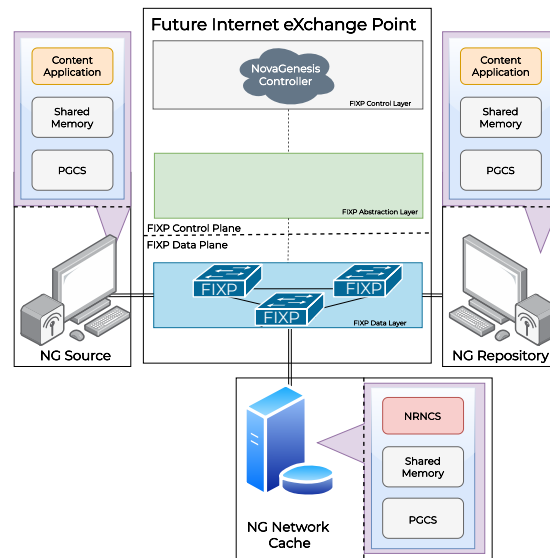 Future Internet eXchange Point
Content
Application
Shared
Memory
PGCS
NovaGenesis
Controller
FIXP Control Layer
Content
Application
Shared
Memory
PGCS
FIXP Abstraction Layer
FIXP Control Plane
FIXP Data Plane
FIXP
FIXP
FIXP
FIXP Data Layer
NG Source
NG Repository
NRNCS
Shared
Memory
PGCS
NG Network
Cache